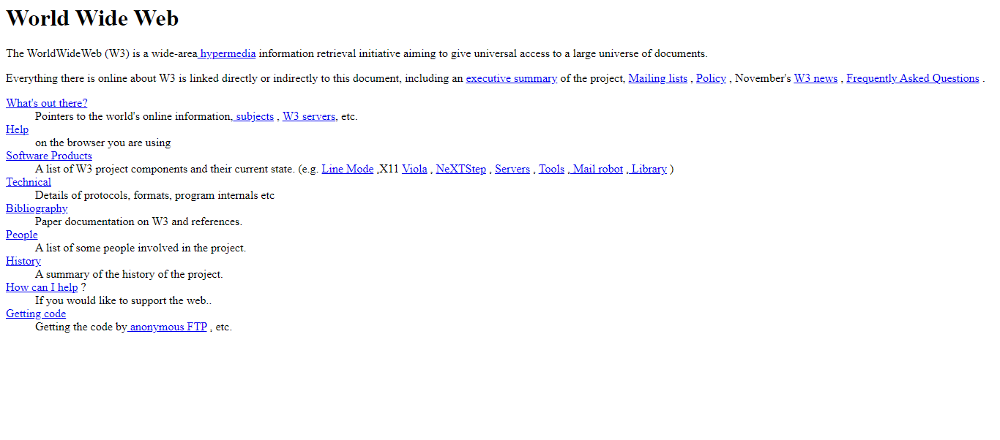 World Wide Web
The WorldWideWeb (W3) is a wide-area hypermedia information retrieval initiative aiming to give universal access to a large universe of documents.
Everything there is online about W3 is linked directly or indirectly to this document, including an executive summary of the project, Mailing lists , Policy , November's W3 news , Frequently Asked Questions .
What's out there?
Pointers to the world's online information, subjects , W3 servers, etc.
Help
on the browser you are using
Software Products
A list of W3 project components and their current state. (e.g. Line Mode ,X11 Viola , NeXTStep , Servers , Tools , Mail robot , Library )
Technical
Details of protocols, formats, program internals etc
Bibliography
Paper documentation on W3 and references.
People
A list of some people involved in the project.
History
A summary of the history of the project.
How can I help ?
If you would like to support the web..
Getting code
Getting the code by anonymous FTP , etc.